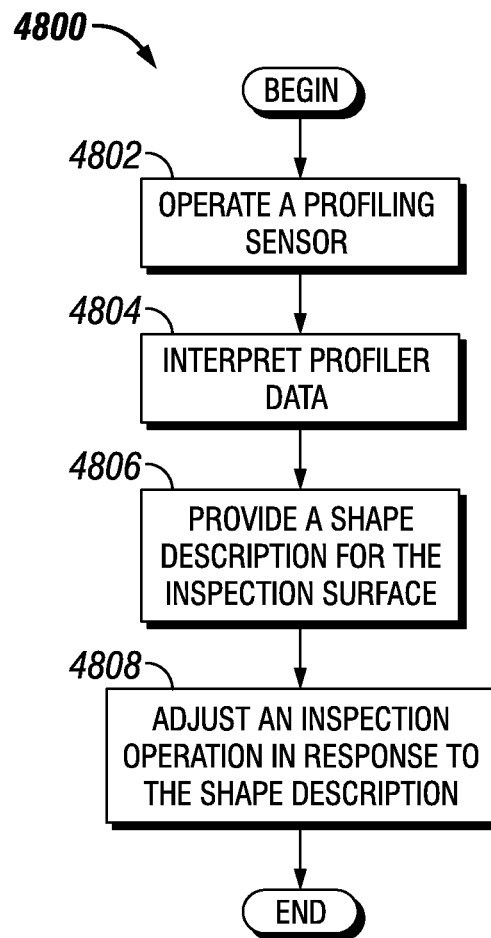 4800
BEGIN
4802
OPERATE A PROFILING
SENSOR
4804
INTERPRET PROFILER
DATA
4806
PROVIDE A SHAPE
DESCRIPTION FOR THE
INSPECTION SURFACE
4808
ADJUST AN INSPECTION
OPERATION IN RESPONSE TO
THE SHAPE DESCRIPTION
END